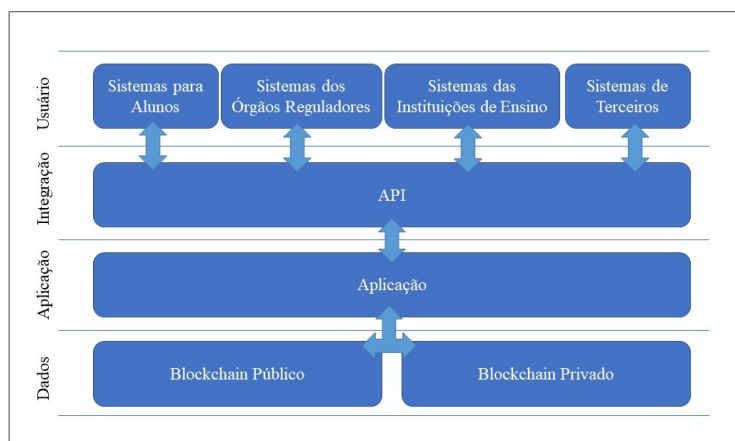 Usuário
Sistemas para
Alunos
Sistemas dos
Órgãos Reguladores
Sistemas das
Instituições de Ensino
Sistemas de
Terceiros
Integração
API
Aplicação
Aplicação
Dados
Blockchain Público
Blockchain Privado